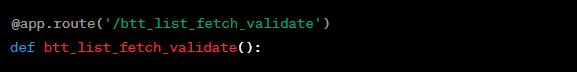 @app.route('/btt_list_fetch_validate')
def btt_list_fetch_validate():